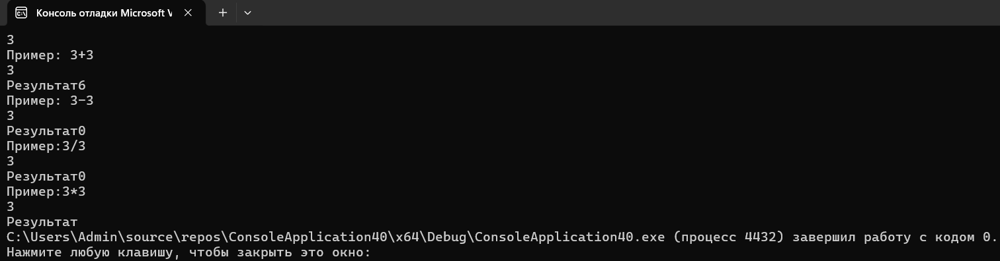 Консоль отладки Microsoft V
3
Пример: 3+3
3
Результат6
Пример: 3-3
3
Результат0
Пример:3/3
3
Результат0
Пример:3*3
3
Результат
C:\Users\Admin\source\repos\ConsoleApplication40\x64\Debug\ConsoleApplication40.exe (процесс 4432) завершил работу с кодом 0.
Нажмите любую клавишу, чтобы закрыть это окно: